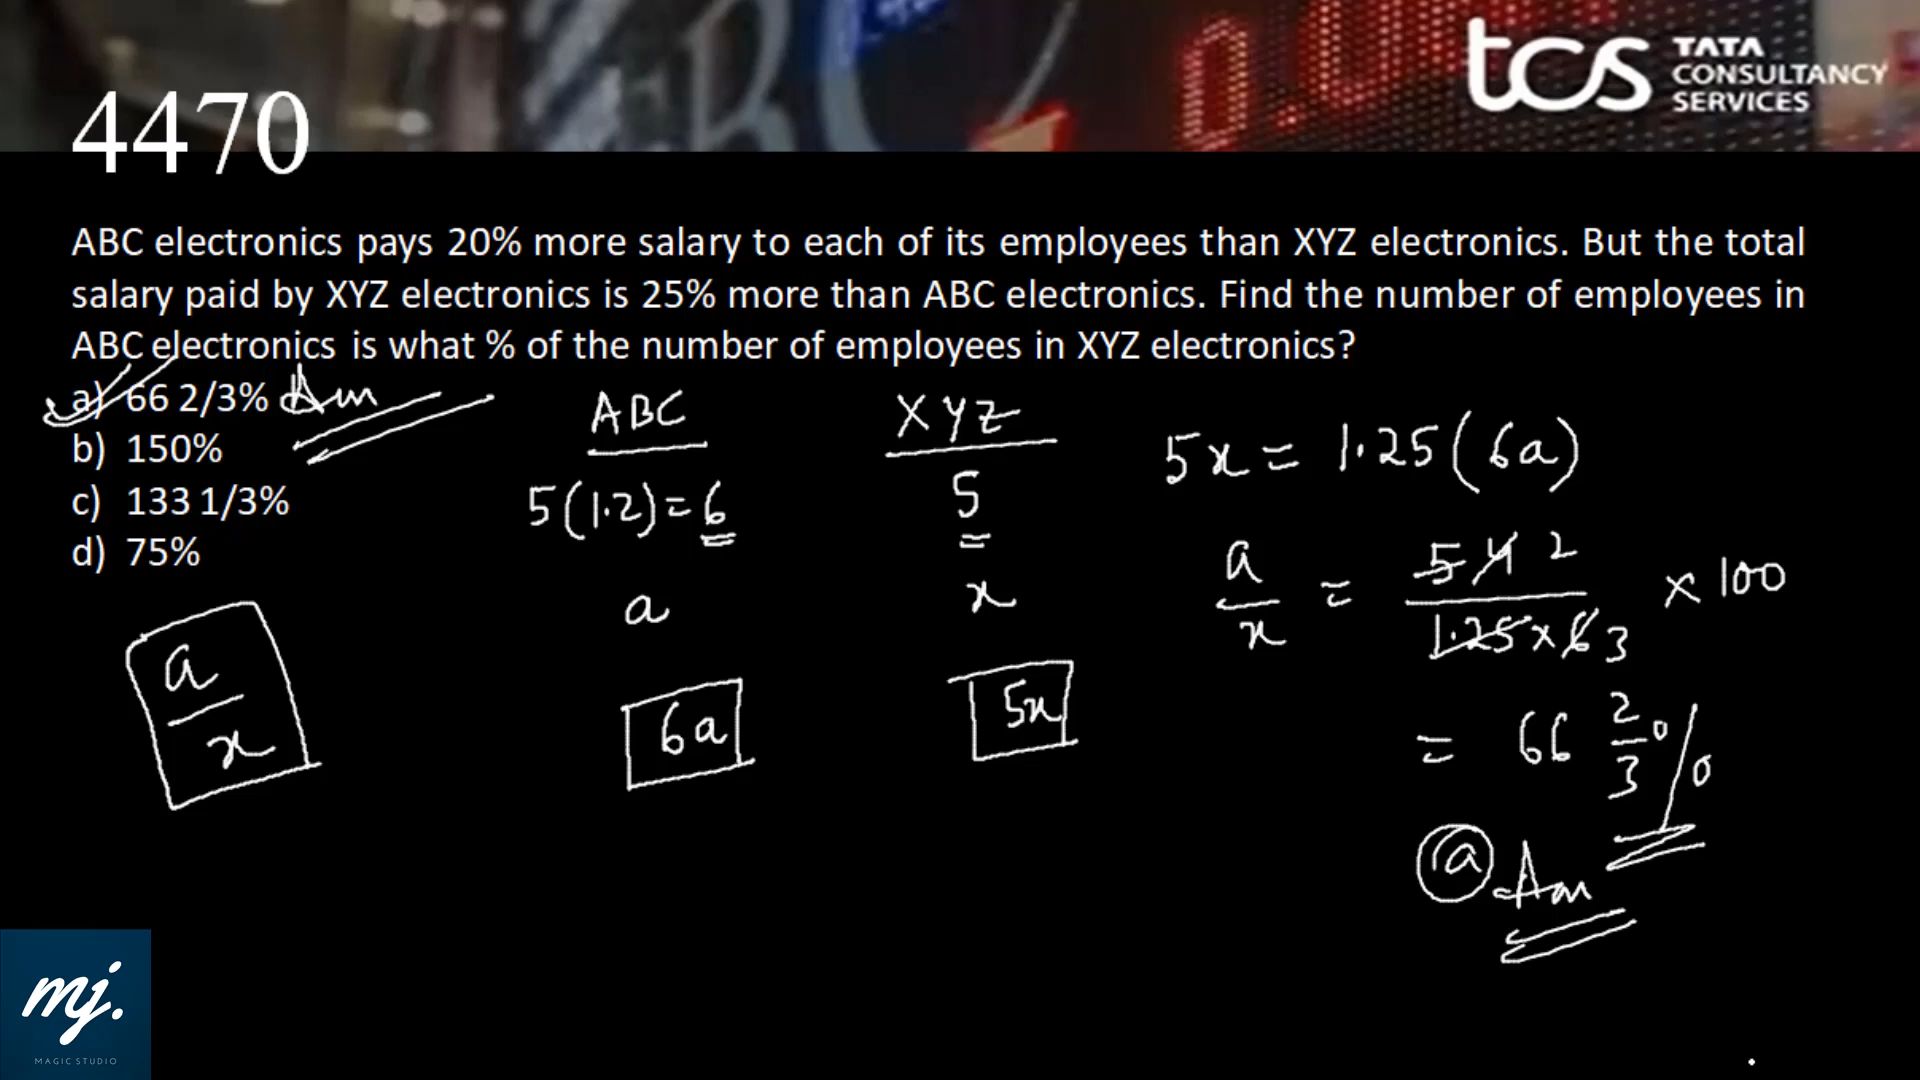 tcs TATA
CONSULTANCY
SERVICES
4470
ABC electronics pays 20% more salary to each of its employees than XYZ electronics. But the total
salary paid by XYZ electronics is 25% more than ABC electronics. Find the number of employees in
ABC electronics is what % of the number of employees in XYZ electronics?
a) 66 2/3% Ans
b) 150%
c) 133 1/3%
d) 75%
ABC XYZ
5(1.2)=6 5
a x
6a 5x
a
x
5x = 1.25(6a)
a/x = 5 4 2 / 1.25 x 6 3 x 100
= 66 2/3 %
a Ans
mj.
MAGIC STUDIO